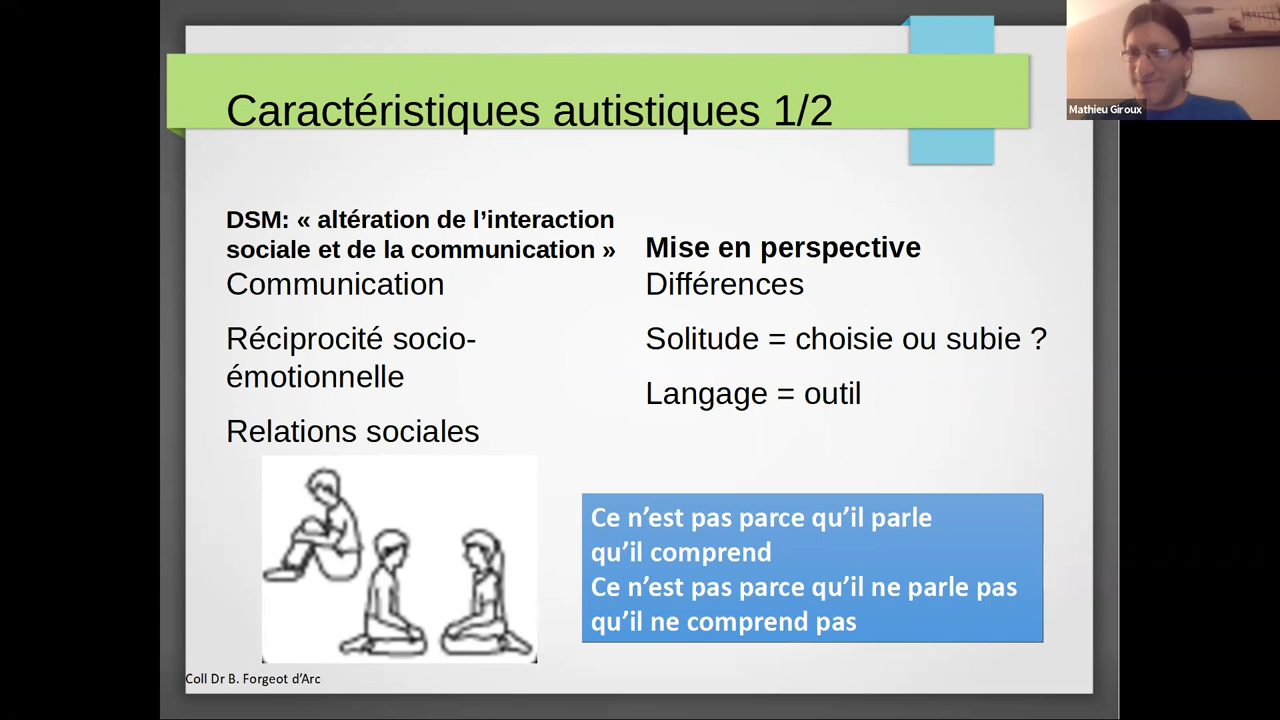 Caractéristiques autistiques 1/2
Mathieu Giroux
DSM: « altération de l’interaction
sociale et de la communication »
Communication
Réciprocité socio-
émotionnelle
Relations sociales
Mise en perspective
Différences
Solitude = choisie ou subie ?
Langage = outil
Ce n’est pas parce qu’il parle
qu’il comprend
Ce n’est pas parce qu’il ne parle pas
qu’il ne comprend pas
Coll Dr B. Forgeot d’Arc